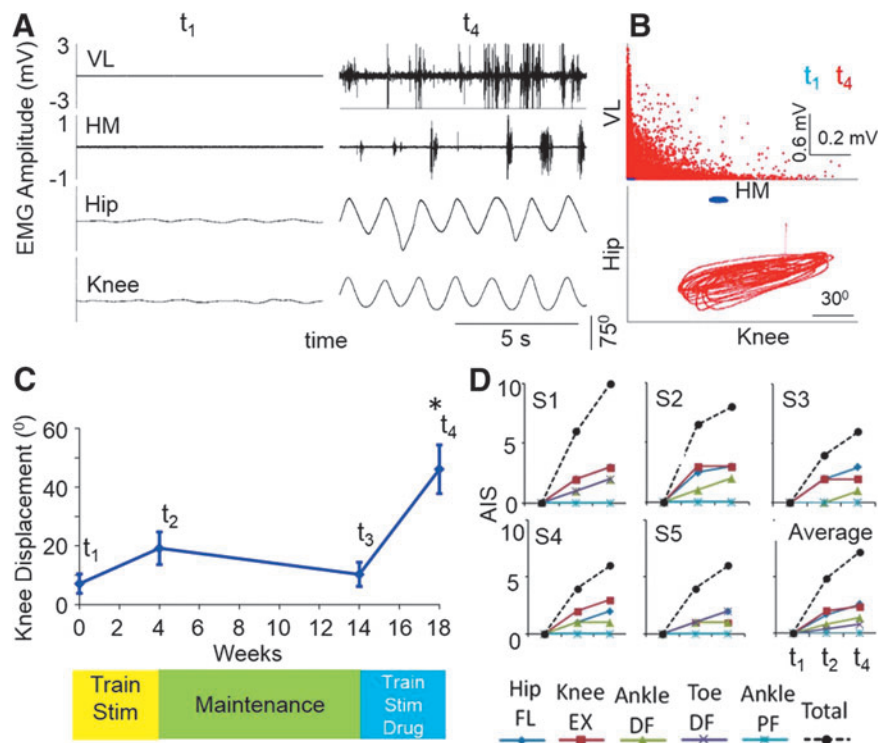 A
t1
t4
B
EMG Amplitude (mV)
3
VL
-3
1
HM
-1
Hip
Knee
time
5 s
75⁰
VL
t1 t4
0.6 mV
0.2 mV
HM
Hip
30⁰
Knee
C
Knee Displacement (⁰)
60
40
20
0
t1
t2
t3
*
t4
0 2 4 6 8 10 12 14 16 18
Weeks
Train Stim
Maintenance
Train Stim Drug
D
AIS
10
5
0
S1
S2
S3
5
0
S4
S5
Average
t1 t2 t4
Hip Knee Ankle Toe Ankle Total
FL EX DF DF PF